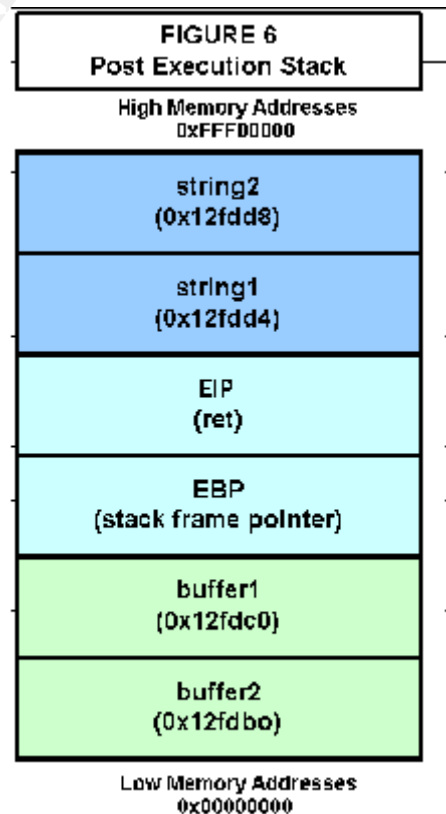 FIGURE 6
Post Execution Stack
High Memory Addresses
0xFFF00000
string2
(0x12fdd8)
string1
(0x12fdd4)
EIP
(ret)
EBP
(stack frame pointer)
buffer1
(0x12fdc0)
buffer2
(0x12fdbo)
Low Memory Addresses
0x00000000